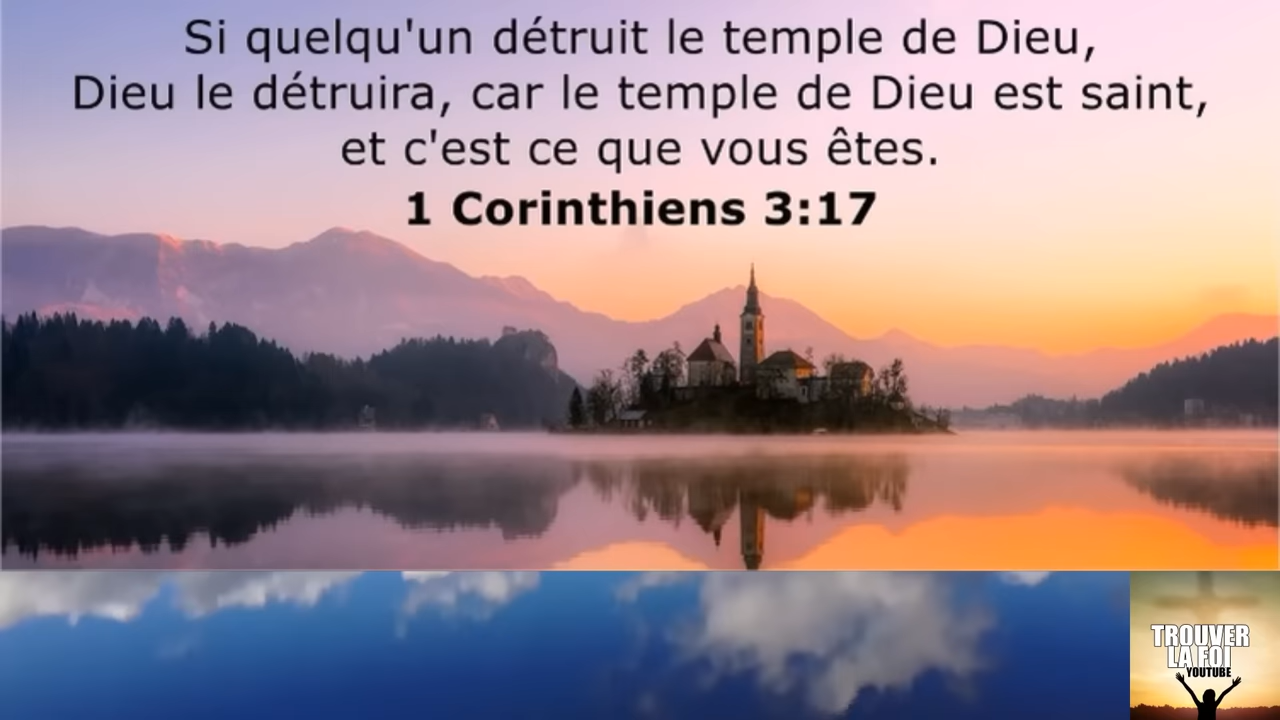 Si quelqu'un détruit le temple de Dieu,
Dieu le détruira, car le temple de Dieu est saint,
et c'est ce que vous êtes.
1 Corinthiens 3:17
TROUVER
LA FOI
YOUTUBE